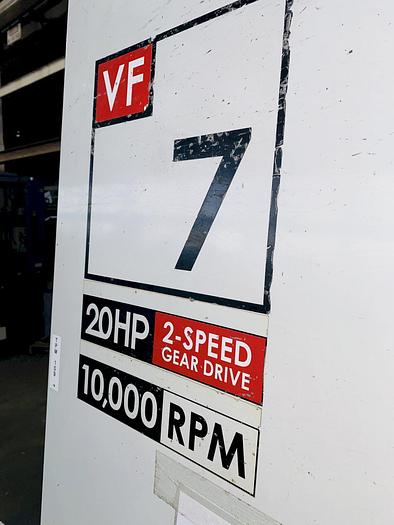 VF
7
20HP 2-SPEED
GEAR DRIVE
10,000 RPM